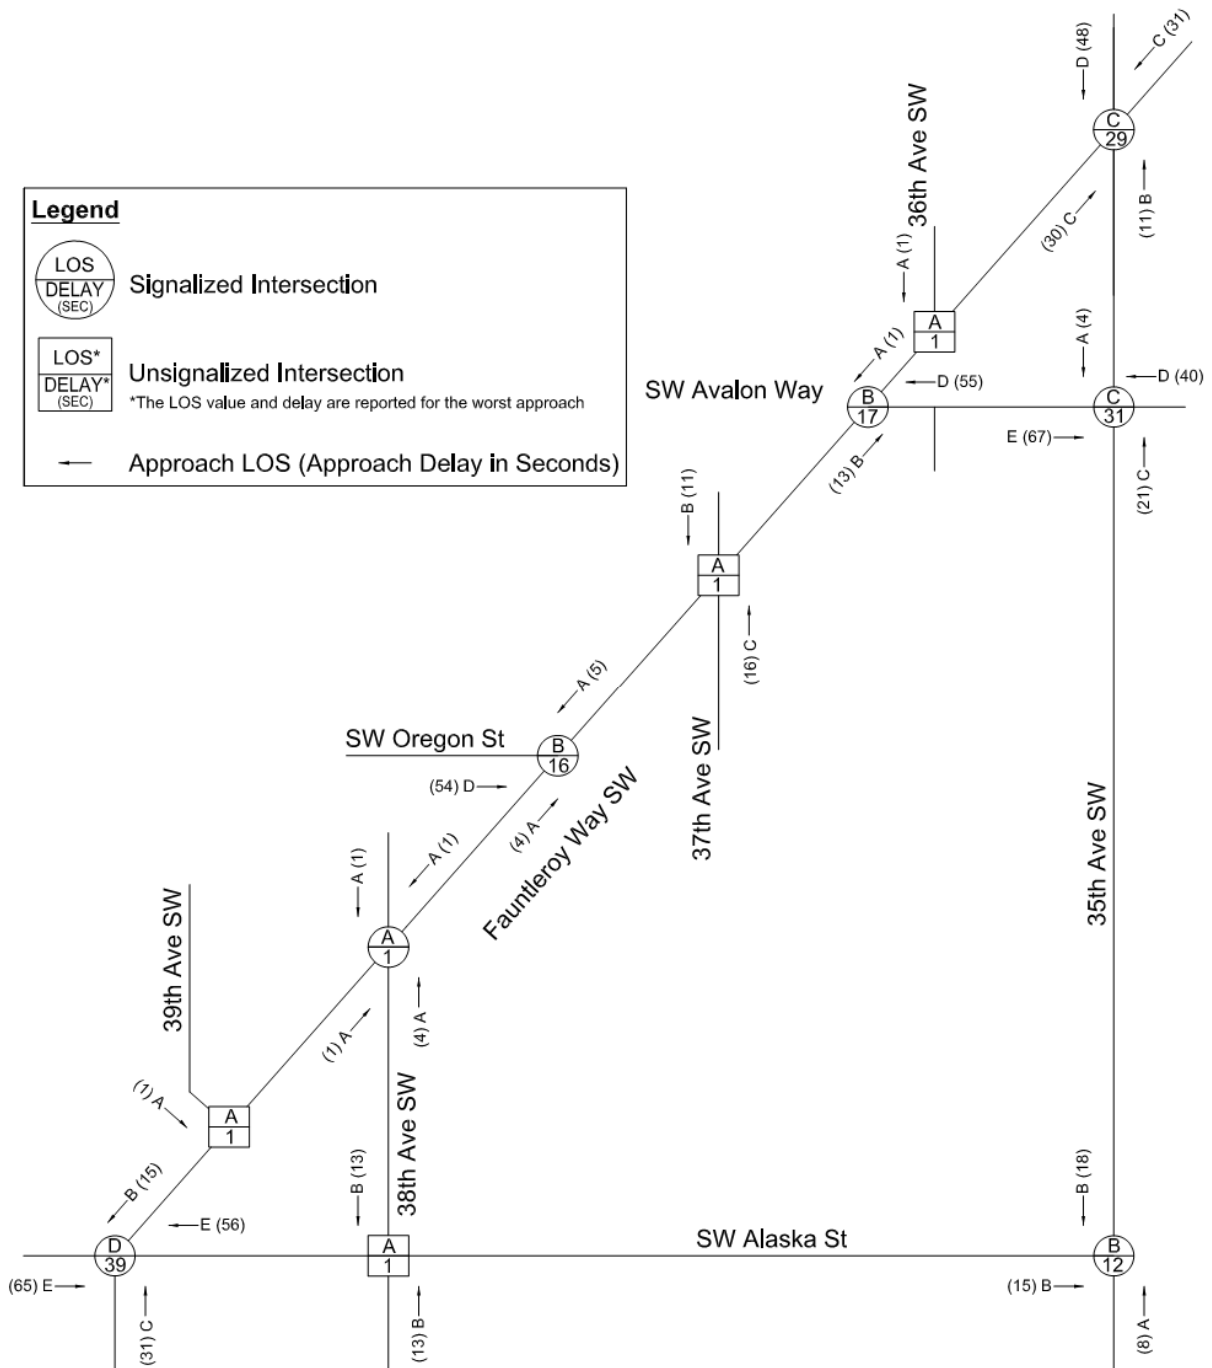 D (48)
C (31)
C
29
36th Ave SW
(11) B
(30) C
Legend
LOS
DELAY
(SEC)
Signalized Intersection
LOS*
DELAY*
(SEC)
Unsignalized Intersection
*The LOS value and delay are reported for the worst approach
Approach LOS (Approach Delay in Seconds)
A (1)
A
1
A (1)
A (4)
SW Avalon Way
D (55)
D (40)
B
17
C
31
E (67)
(13) B
(21) C
B (11)
A
1
(16) C
A (5)
SW Oregon St
B
16
(54) D
(4) A
Fauntleroy Way SW
37th Ave SW
35th Ave SW
A (1)
A (1)
39th Ave SW
A
1
(1) A
(4) A
(1) A
A
1
38th Ave SW
B (15)
B (13)
B (18)
E (56)
SW Alaska St
D
39
A
1
B
12
(65) E
(15) B
(31) C
(13) B
(8) A